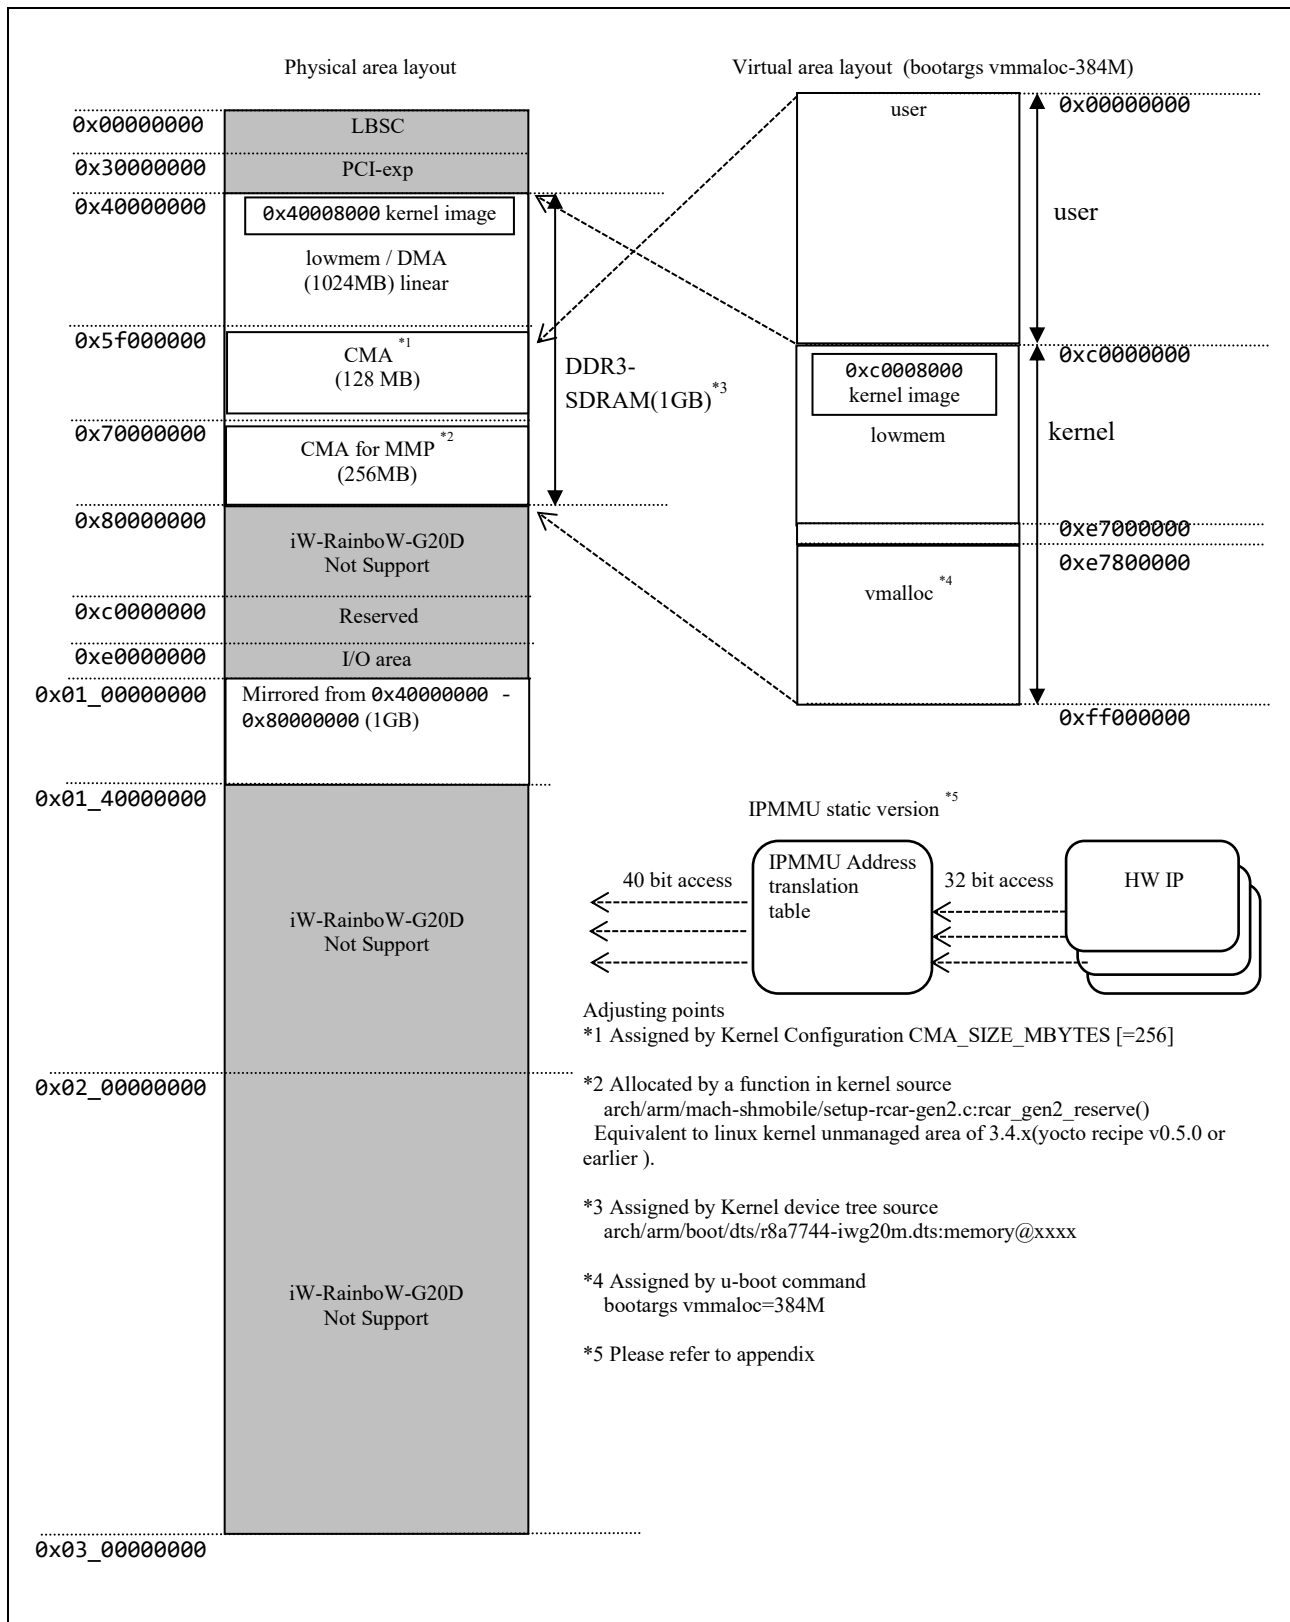 Physical area layout
0x00000000
LBSC
0x30000000
PCI-exp
0x40000000
0x40008000 kernel image
lowmem / DMA
(1024MB) linear
0x5f000000
CMA *1
(128 MB)
DDR3-
SDRAM(1GB)*3
0x70000000
CMA for MMP *2
(256MB)
0x80000000
iW-RainboW-G20D
Not Support
0xc0000000
Reserved
0xe0000000
I/O area
0x01_00000000
Mirrored from 0x40000000 -
0x80000000 (1GB)
0x01_40000000
iW-RainboW-G20D
Not Support
0x02_00000000
iW-RainboW-G20D
Not Support
0x03_00000000
Virtual area layout (bootargs vmmaloc-384M)
user
0x00000000
user
0xc0000000
0xc0008000
kernel image
lowmem
kernel
0xe7000000
0xe7800000
vmalloc *4
0xff000000
IPMMU static version *5
40 bit access
IPMMU Address
translation
table
32 bit access
HW IP
Adjusting points
*1 Assigned by Kernel Configuration CMA_SIZE_MBYTES [=256]
*2 Allocated by a function in kernel source
arch/arm/mach-shmobile/setup-rcar-gen2.c:rcar_gen2_reserve()
Equivalent to linux kernel unmanaged area of 3.4.x(yocto recipe v0.5.0 or
earlier ).
*3 Assigned by Kernel device tree source
arch/arm/boot/dts/r8a7744-iwg20m.dts:memory@xxxx
*4 Assigned by u-boot command
bootargs vmmaloc=384M
*5 Please refer to appendix